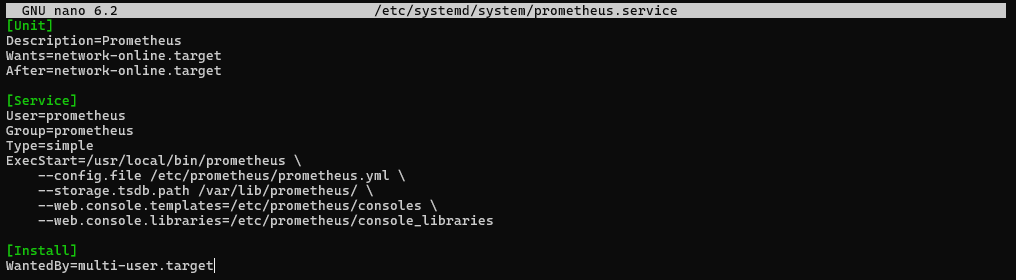 GNU nano 6.2 /etc/systemd/system/prometheus.service
[Unit]
Description=Prometheus
Wants=network-online.target
After=network-online.target
[Service]
User=prometheus
Group=prometheus
Type=simple
ExecStart=/usr/local/bin/prometheus \
--config.file /etc/prometheus/prometheus.yml \
--storage.tsdb.path /var/lib/prometheus/ \
--web.console.templates=/etc/prometheus/consoles \
--web.console.libraries=/etc/prometheus/console_libraries
[Install]
WantedBy=multi-user.target